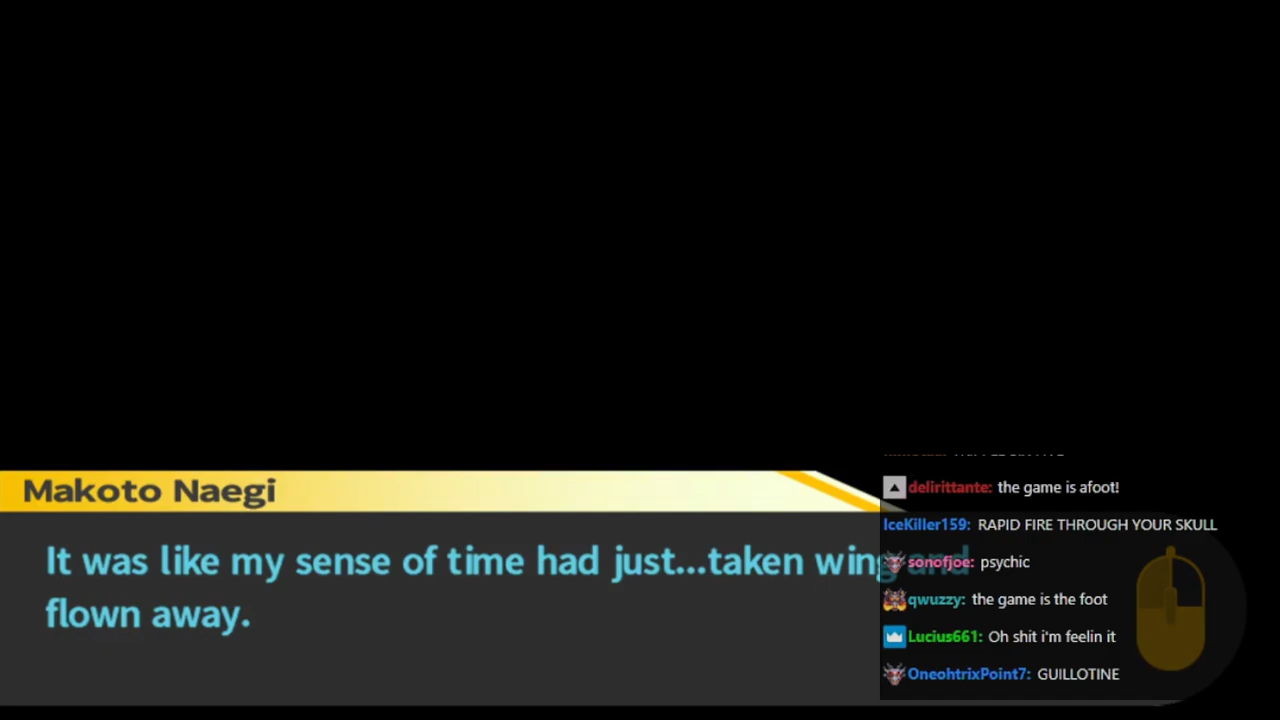 Makoto Naegi
It was like my sense of time had just...taken wing and
flown away.
delirittante: the game is afoot!
IceKiller159: RAPID FIRE THROUGH YOUR SKULL
sonofjoe: psychic
qwuzzy: the game is the foot
Lucius661: Oh shit i'm feelin it
OneohtrixPoint7: GUILLOTINE